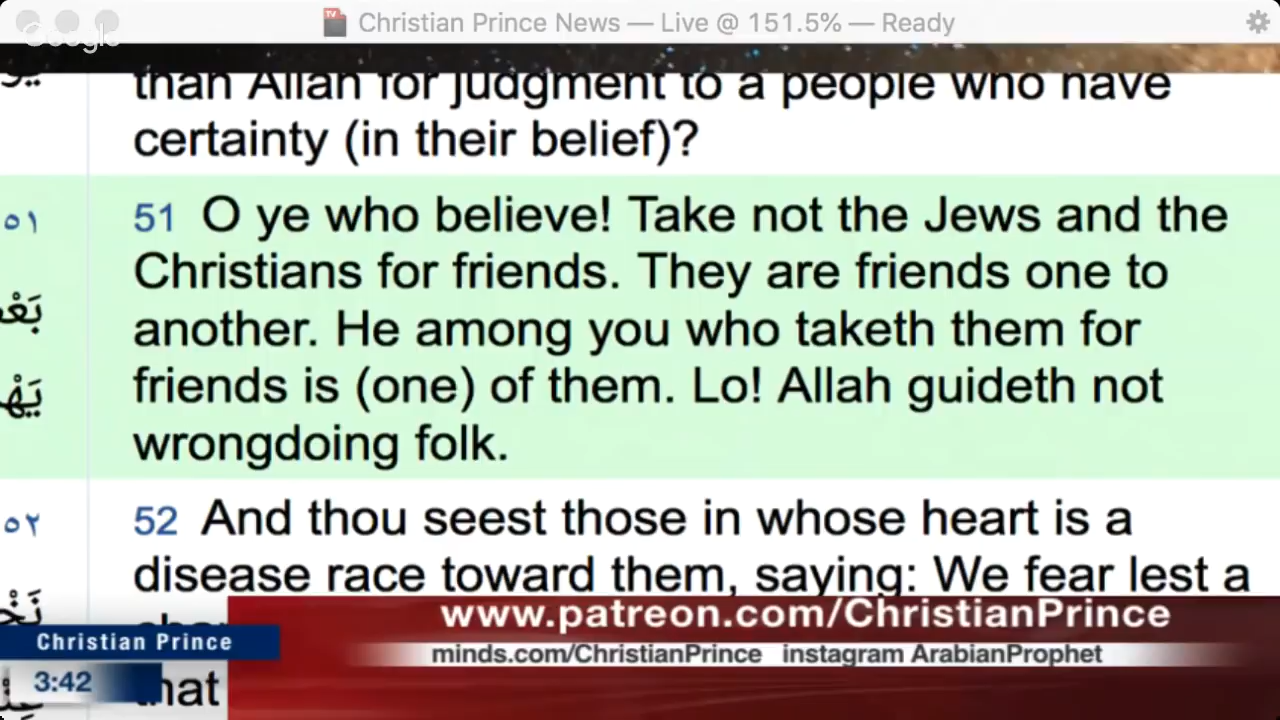 Christian Prince News — Live @ 151.5% — Ready
Google
than Allah for judgment to a people who have
certainty (in their belief)?
٥١
51 O ye who believe! Take not the Jews and the
Christians for friends. They are friends one to
another. He among you who taketh them for
friends is (one) of them. Lo! Allah guideth not
wrongdoing folk.
٥٢
52 And thou seest those in whose heart is a
disease race toward them, saying: We fear lest a
that
www.patreon.com/ChristianPrince
Christian Prince
minds.com/ChristianPrince instagram ArabianProphet
3:42